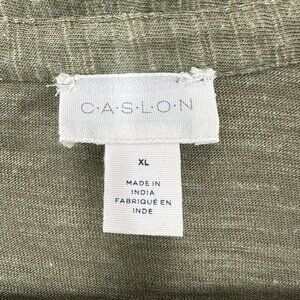 C·A·S·L·O·N
XL
MADE IN
INDIA
FABRIQUÉ EN
INDE